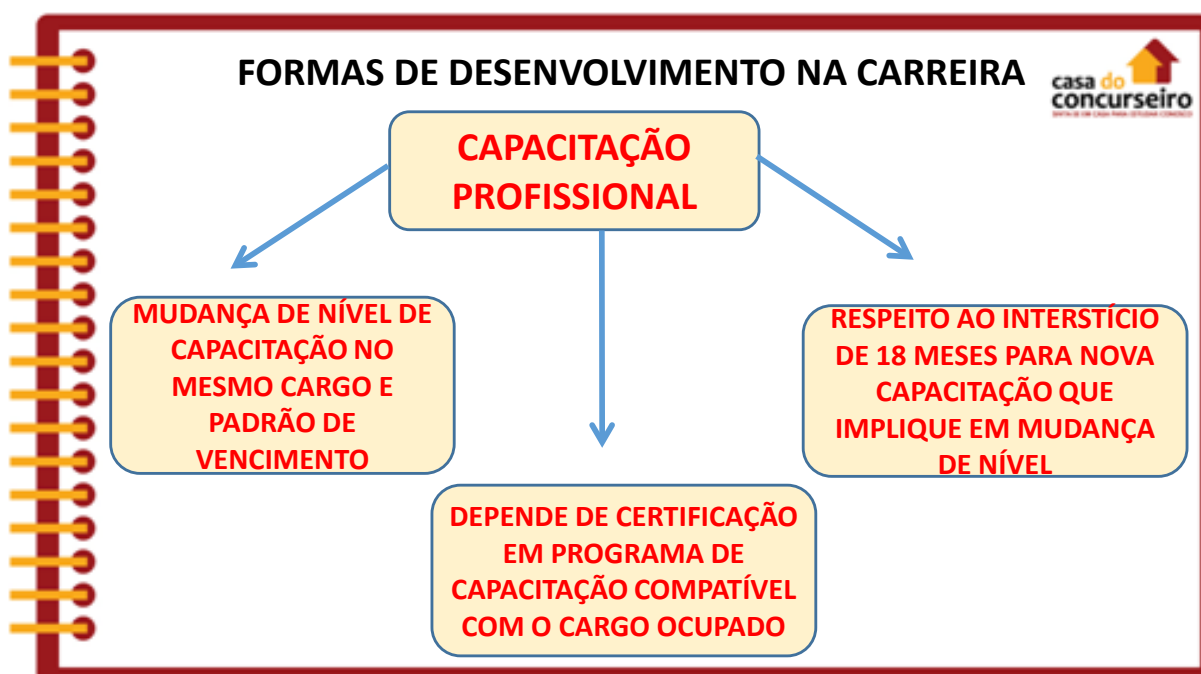 FORMAS DE DESENVOLVIMENTO NA CARREIRA
casa do
concurseiro
CAPACITAÇÃO
PROFISSIONAL
MUDANÇA DE NÍVEL DE
CAPACITAÇÃO NO
MESMO CARGO E
PADRÃO DE
VENCIMENTO
DEPENDE DE CERTIFICAÇÃO
EM PROGRAMA DE
CAPACITAÇÃO COMPATÍVEL
COM O CARGO OCUPADO
RESPEITO AO INTERSTÍCIO
DE 18 MESES PARA NOVA
CAPACITAÇÃO QUE
IMPLIQUE EM MUDANÇA
DE NÍVEL